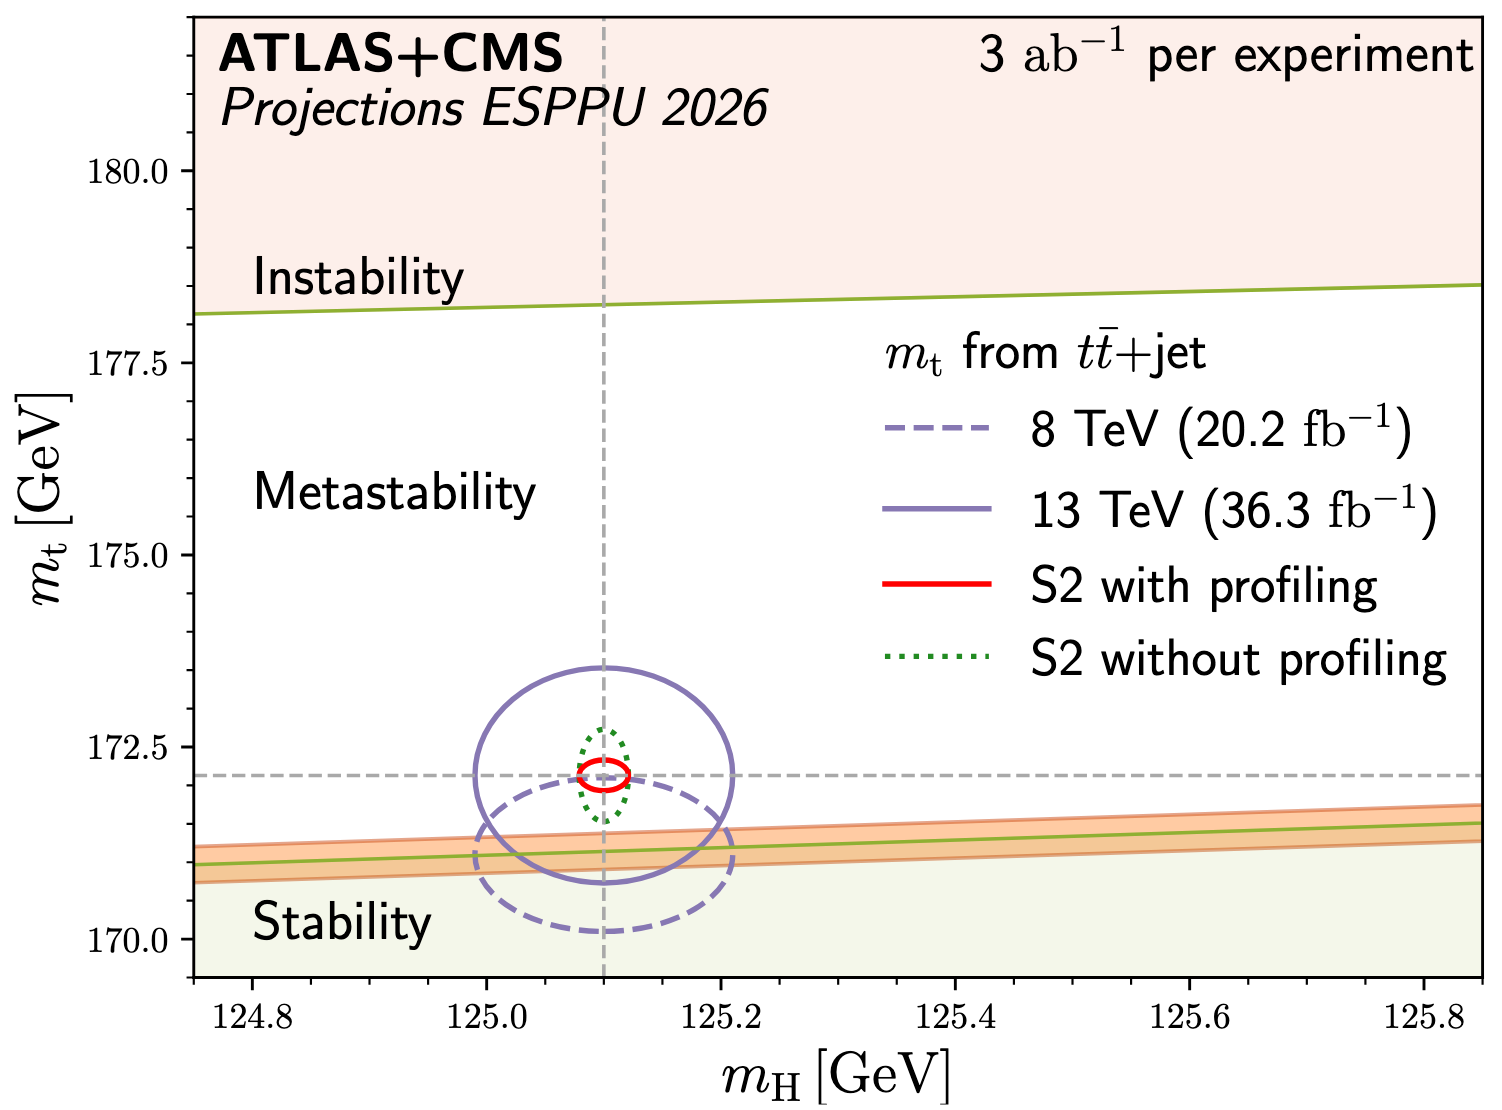 ATLAS+CMS
Projections ESPPU 2026
3 ab⁻¹ per experiment
180.0
177.5
175.0
172.5
170.0
m_t [GeV]
Instability
Metastability
Stability
m_t from tt̄+jet
8 TeV (20.2 fb⁻¹)
13 TeV (36.3 fb⁻¹)
S2 with profiling
S2 without profiling
124.8 125.0 125.2 125.4 125.6 125.8
m_H [GeV]